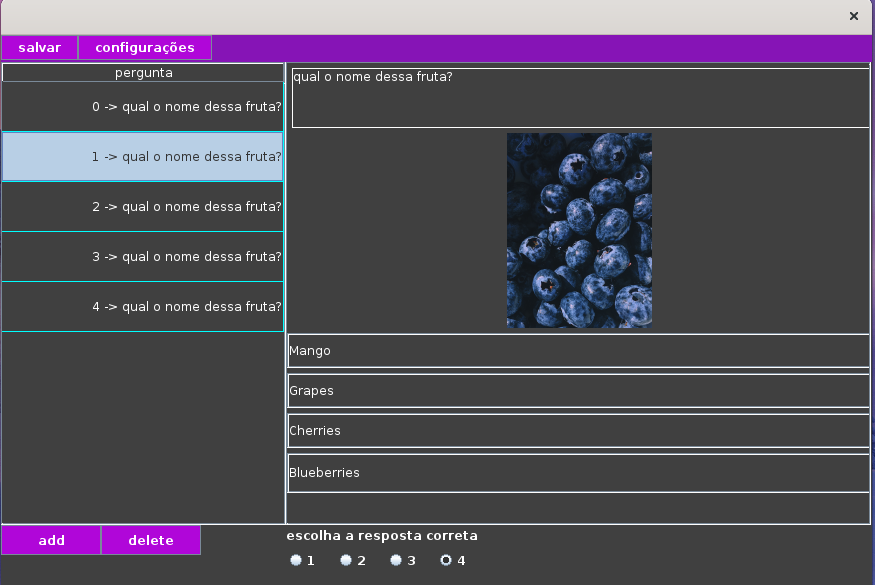 ×
salvar configurações
pergunta
0 -> qual o nome dessa fruta?
1 -> qual o nome dessa fruta?
2 -> qual o nome dessa fruta?
3 -> qual o nome dessa fruta?
4 -> qual o nome dessa fruta?
qual o nome dessa fruta?
Mango
Grapes
Cherries
Blueberries
add delete
escolha a resposta correta
1 2 3 4